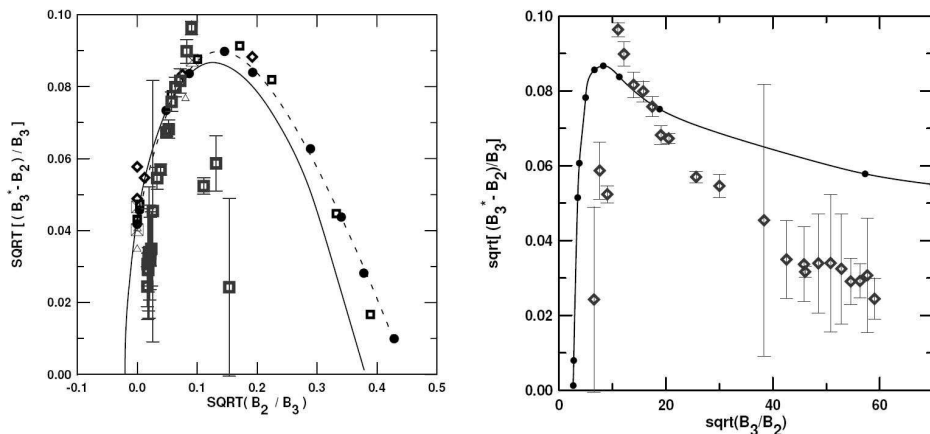 0.10
0.08
0.06
0.04
0.02
0.00
SQRT [ ( B3* - B2 ) / B3 ]
-0.1 0.0 0.1 0.2 0.3 0.4 0.5
SQRT( B2 / B3 )
0.10
0.08
0.06
0.04
0.02
0.00
sqrt[ (B3* - B2)/B3]
0 20 40 60
sqrt(B3/B2)